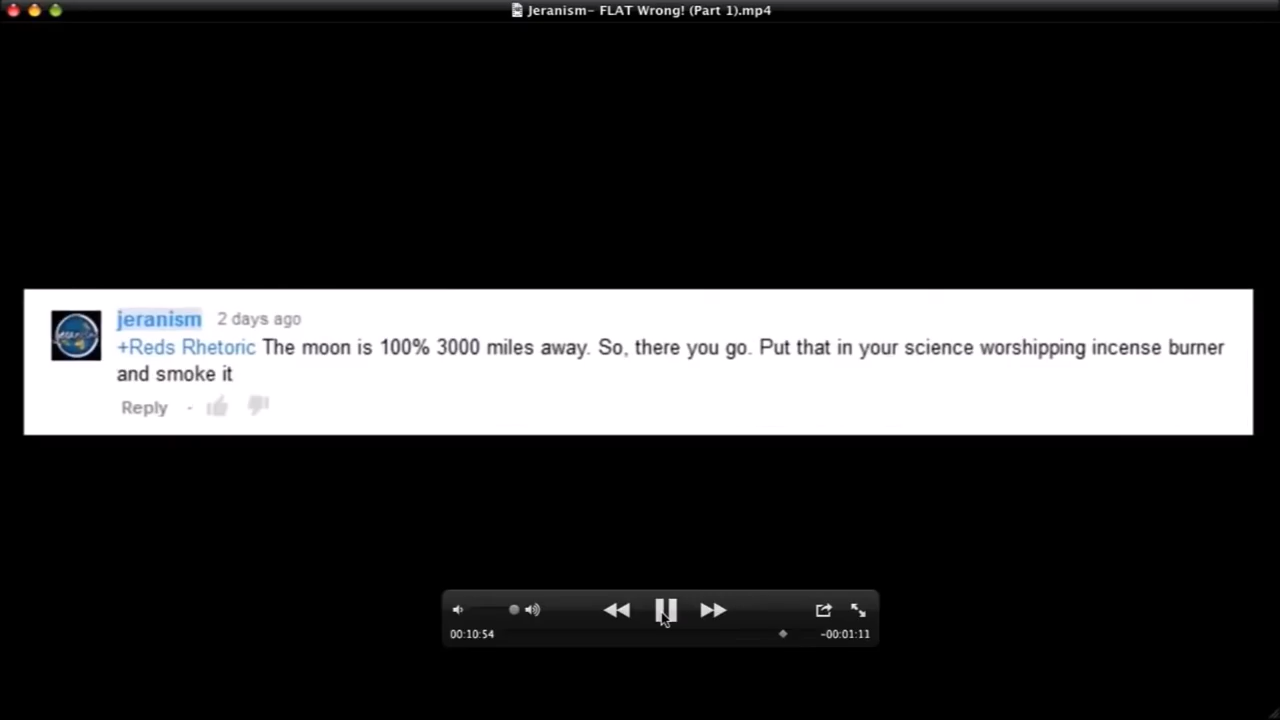 Jeranism- FLAT Wrong! (Part 1).mp4
jeranism 2 days ago
+Reds Rhetoric The moon is 100% 3000 miles away. So, there you go. Put that in your science worshipping incense burner
and smoke it
Reply -
00:10:54 -00:01:11